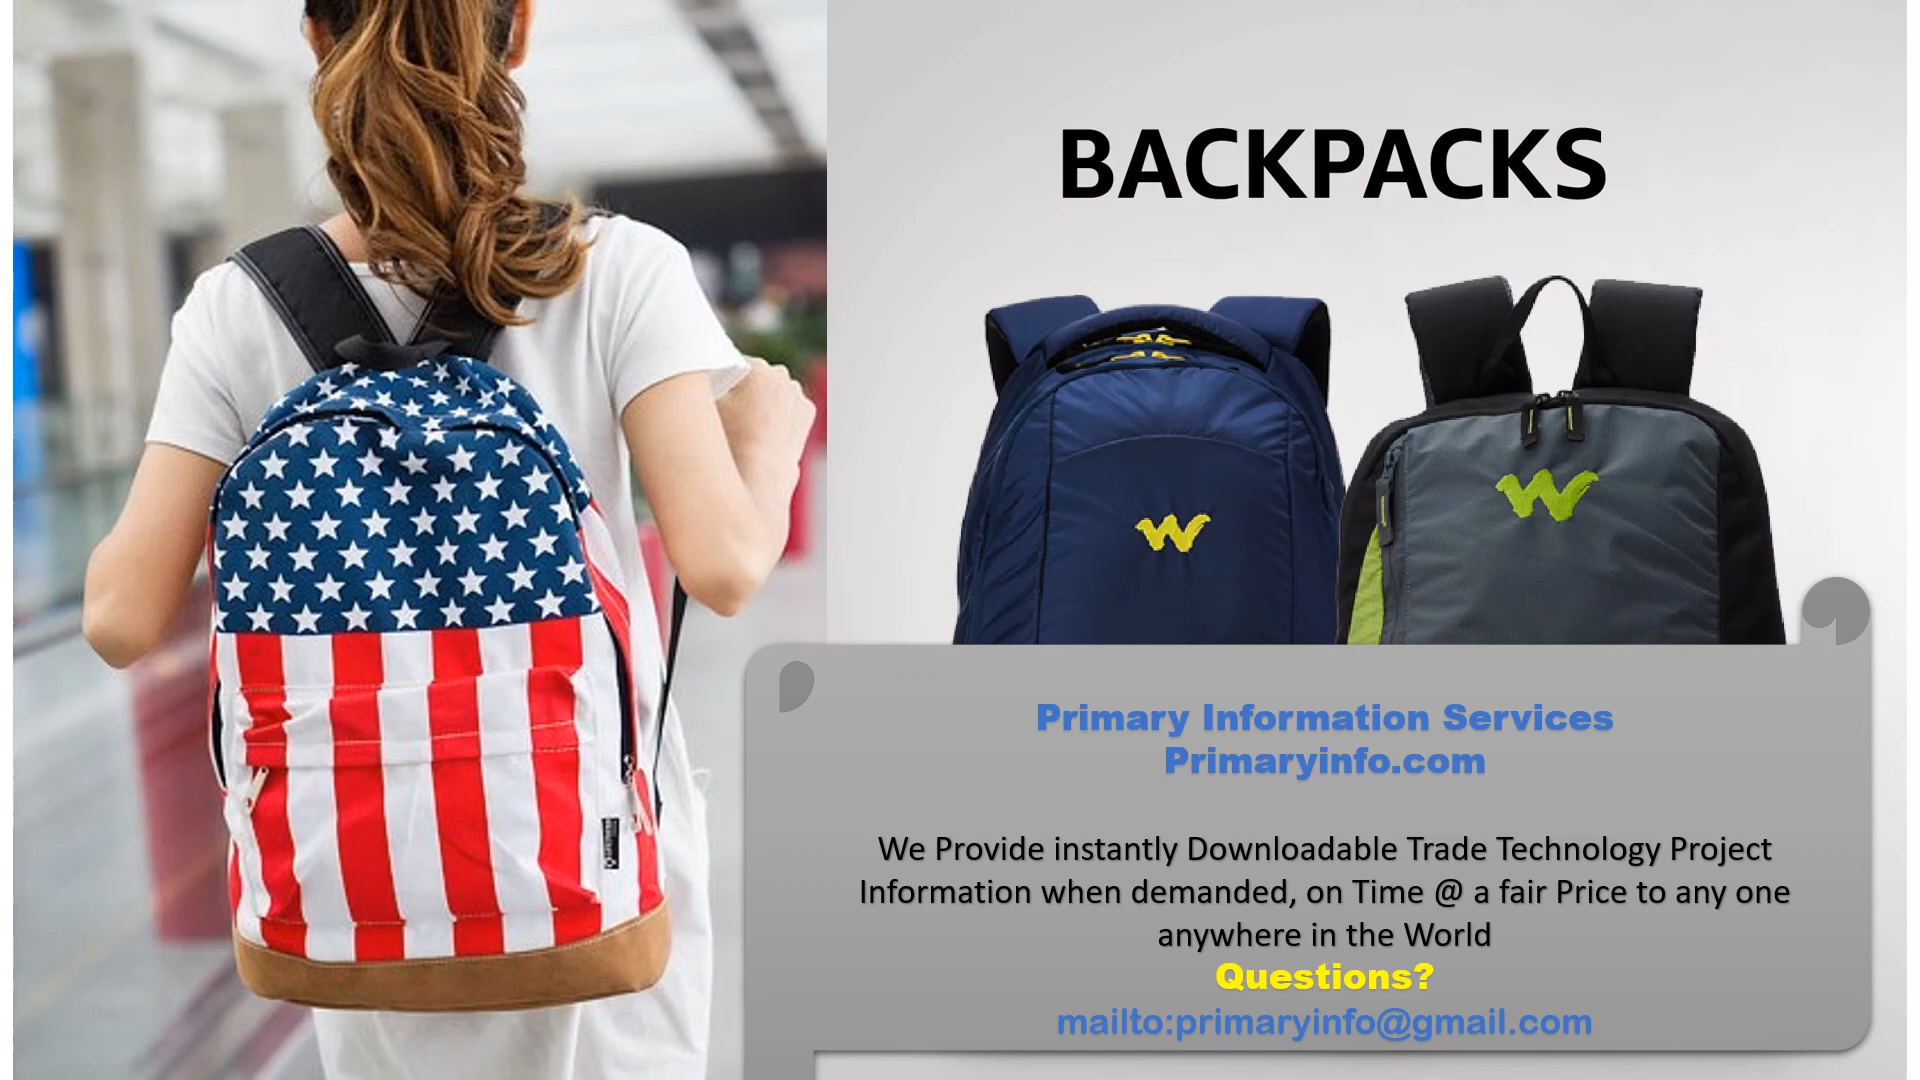 BACKPACKS
W
W
Primary Information Services
Primaryinfo.com
We Provide instantly Downloadable Trade Technology Project
Information when demanded, on Time @ a fair Price to any one
anywhere in the World
Questions?
mailto:primaryinfo@gmail.com